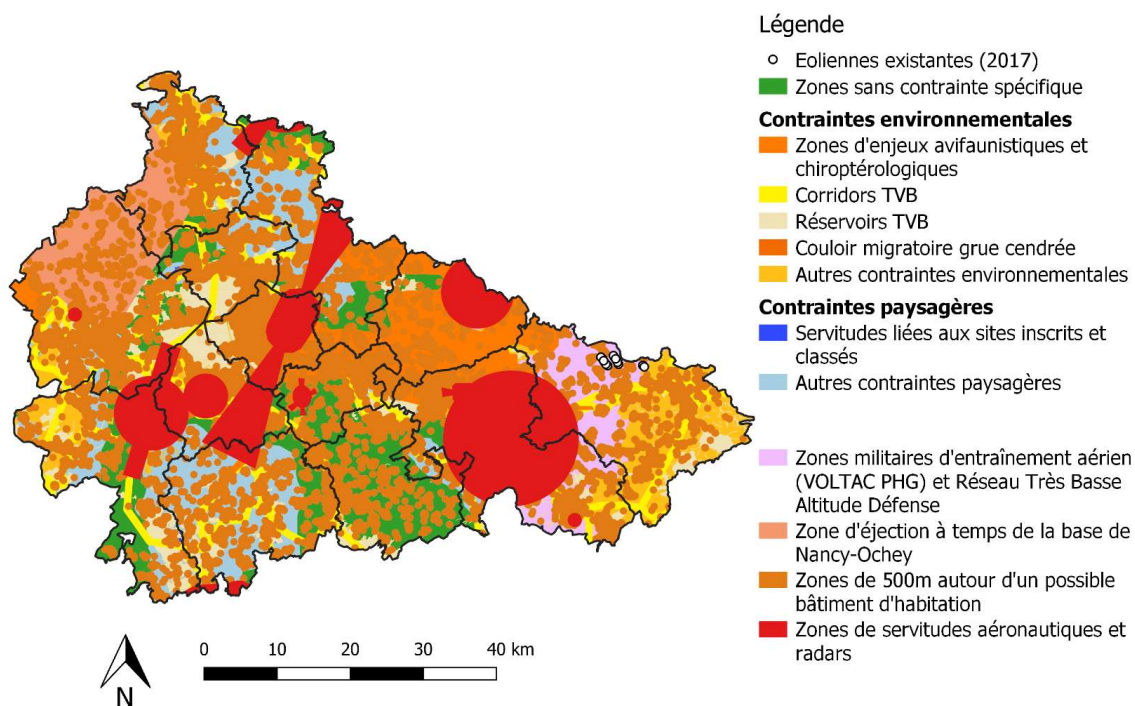 Légende
Eoliennes existantes (2017)
Zones sans contrainte spécifique
Contraintes environnementales
Zones d'enjeux avifaunistiques et
chiroptérologiques
Corridors TVB
Réservoirs TVB
Couloir migratoire grue cendrée
Autres contraintes environnementales
Contraintes paysagères
Servitudes liées aux sites inscrits et
classés
Autres contraintes paysagères
Zones militaires d'entraînement aérien
(VOLTAC PHG) et Réseau Très Basse
Altitude Défense
Zone d'éjection à temps de la base de
Nancy-Ochey
Zones de 500m autour d'un possible
bâtiment d'habitation
Zones de servitudes aéronautiques et
radars
0 10 20 30 40 km
N